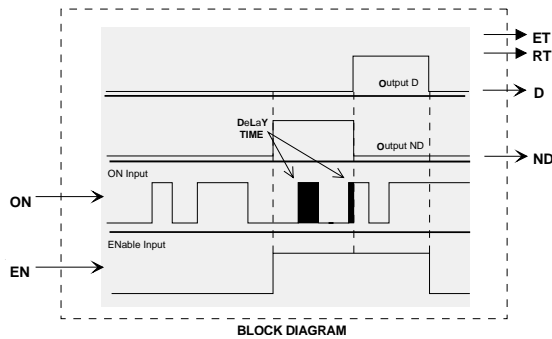 ET
RT
Output D
D
DeLaY
TIME
Output ND
ND
ON Input
ON
ENable Input
EN
BLOCK DIAGRAM